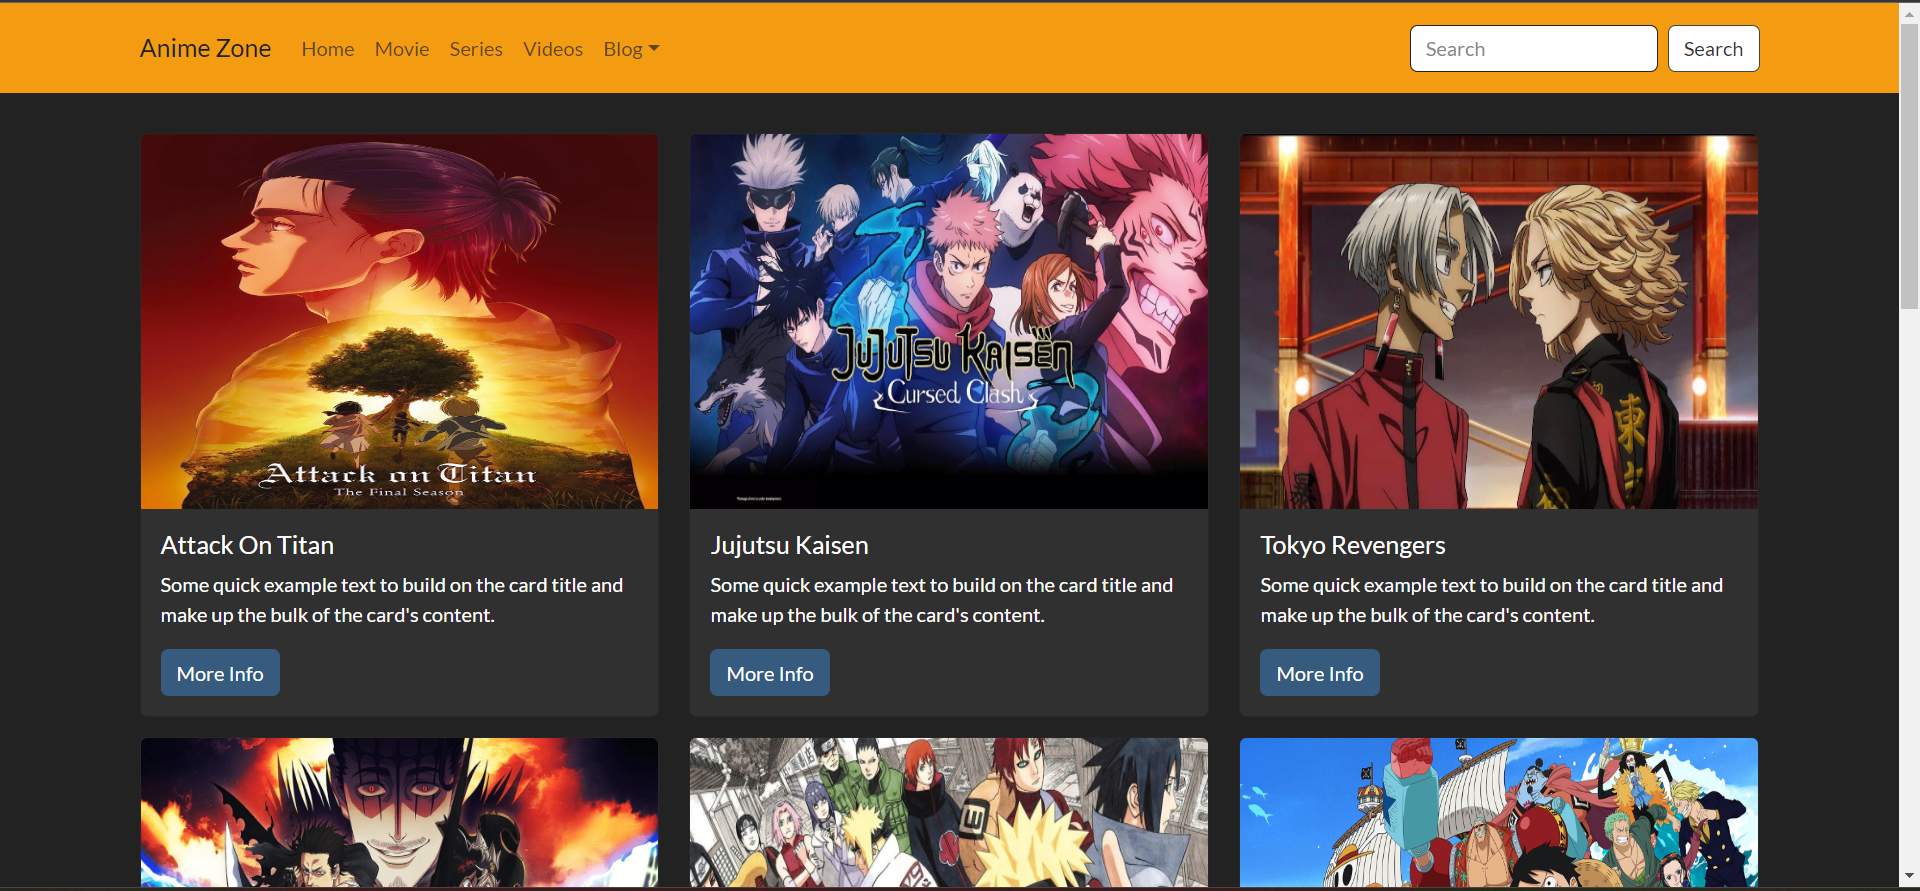 Anime Zone Home Movie Series Videos Blog Search Search
Attack on Titan
The Final Season
JUJUTSU KAISEN
Cursed Clash
東
Attack On Titan
Some quick example text to build on the card title and
make up the bulk of the card's content.
More Info
Jujutsu Kaisen
Some quick example text to build on the card title and
make up the bulk of the card's content.
More Info
Tokyo Revengers
Some quick example text to build on the card title and
make up the bulk of the card's content.
More Info